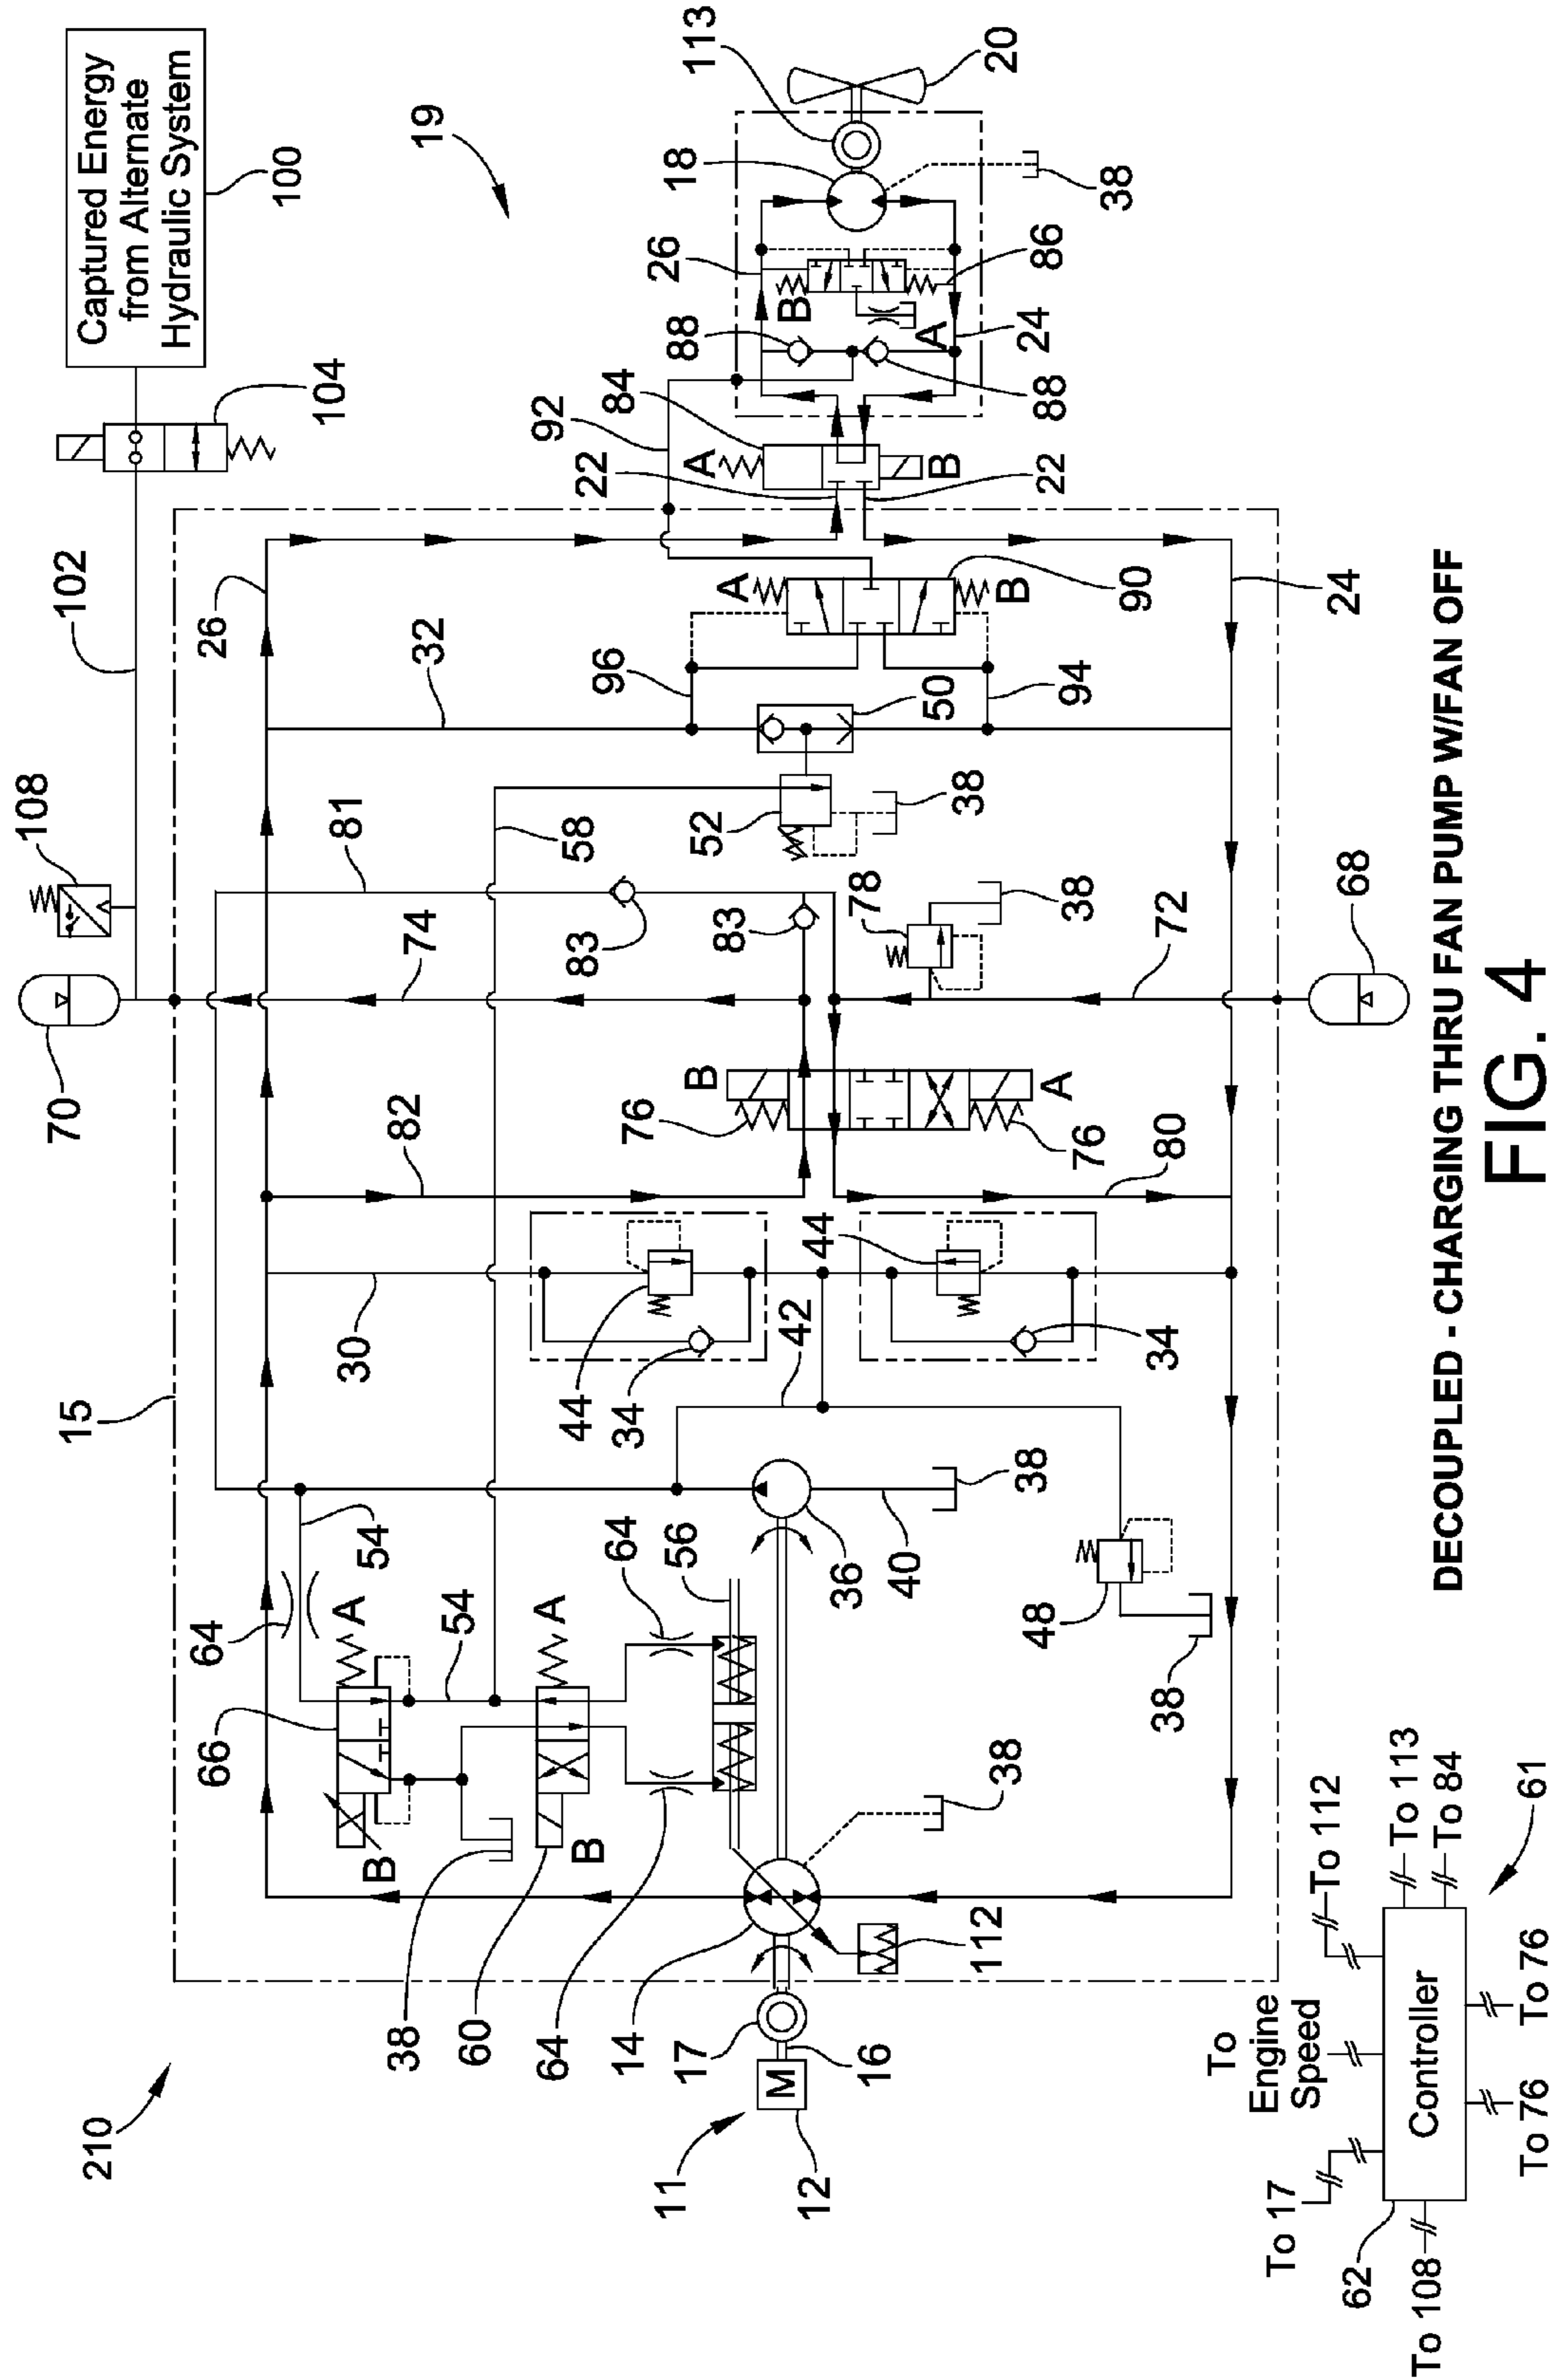 Captured Energy
from Alternate
Hydraulic System
100
104
102
108
70
19
113
20
18
38
26
B
86
88
A
24
88
84
92
22
A
B
22
26
32
96
A
90
B
94
50
24
81
58
52
38
74
83
83
78
38
72
68
82
B
76
76
A
80
15
30
44
34
44
34
42
54
64
A
66
54
A
B
38
60
B
64
56
64
36
40
38
48
38
38
14
112
17
16
M
12
11
210
To 17
To
Engine
Speed
To 112
To 113
To 84
61
Controller
62
To 108
To 76
To 76
DECOUPLED - CHARGING THRU FAN PUMP W/FAN OFF
FIG. 4